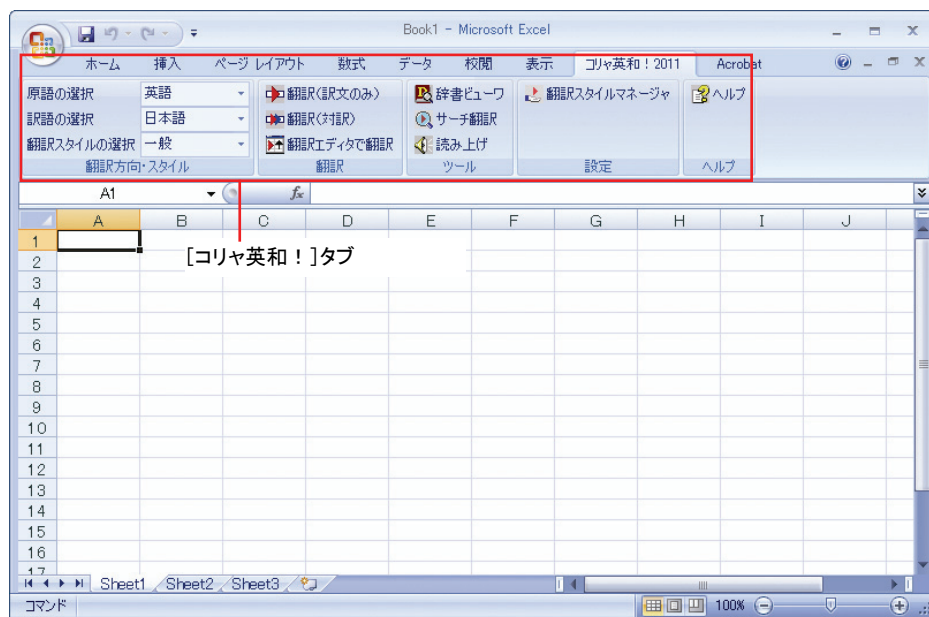 Book1 - Microsoft Excel
ホーム 挿入 ページ レイアウト 数式 データ 校閲 表示 コリャ英和！2011 Acrobat
原語の選択 英語 翻訳(訳文のみ) 辞書ビューワ 翻訳スタイルマネージャ ヘルプ
訳語の選択 日本語 翻訳(対訳) サーチ翻訳
翻訳スタイルの選択 一般 翻訳エディタで翻訳 読み上げ
翻訳方向・スタイル 翻訳 ツール 設定 ヘルプ
A1 fx
A B C D E F G H I J
1
[コリャ英和！]タブ
2
3
4
5
6
7
8
9
10
11
12
13
14
15
16
17
Sheet1 Sheet2 Sheet3
コマンド 100%